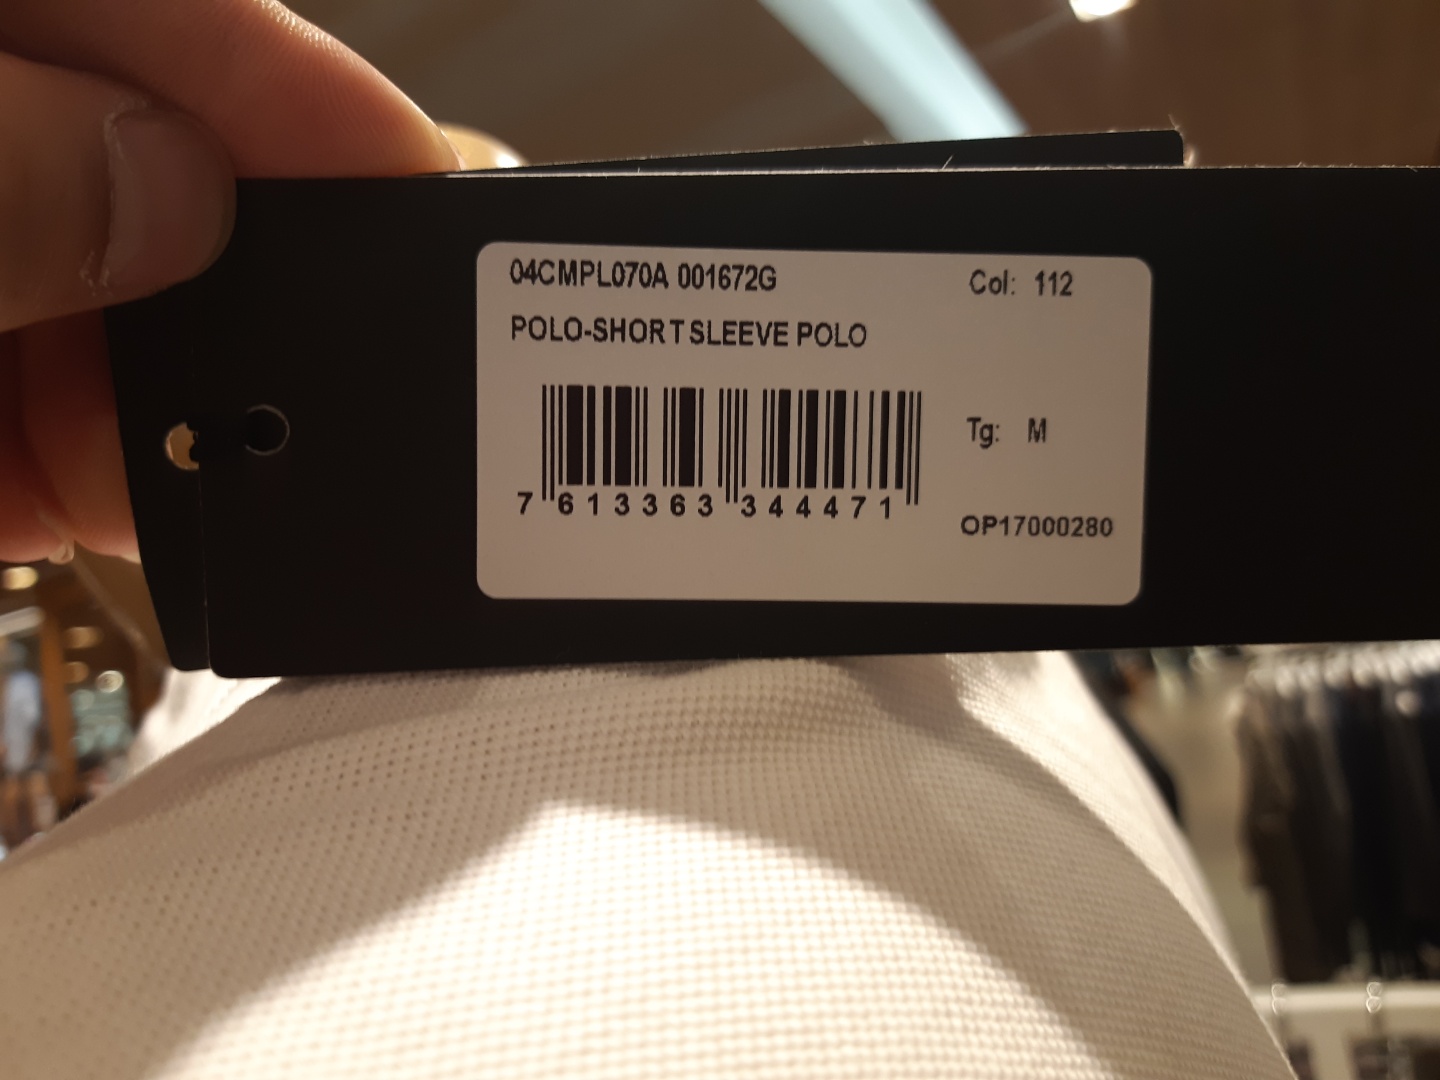 04CMPL070A 001672G
Col: 112
POLO-SHORT SLEEVE POLO
Tg: M
7 613363 344471
OP17000280